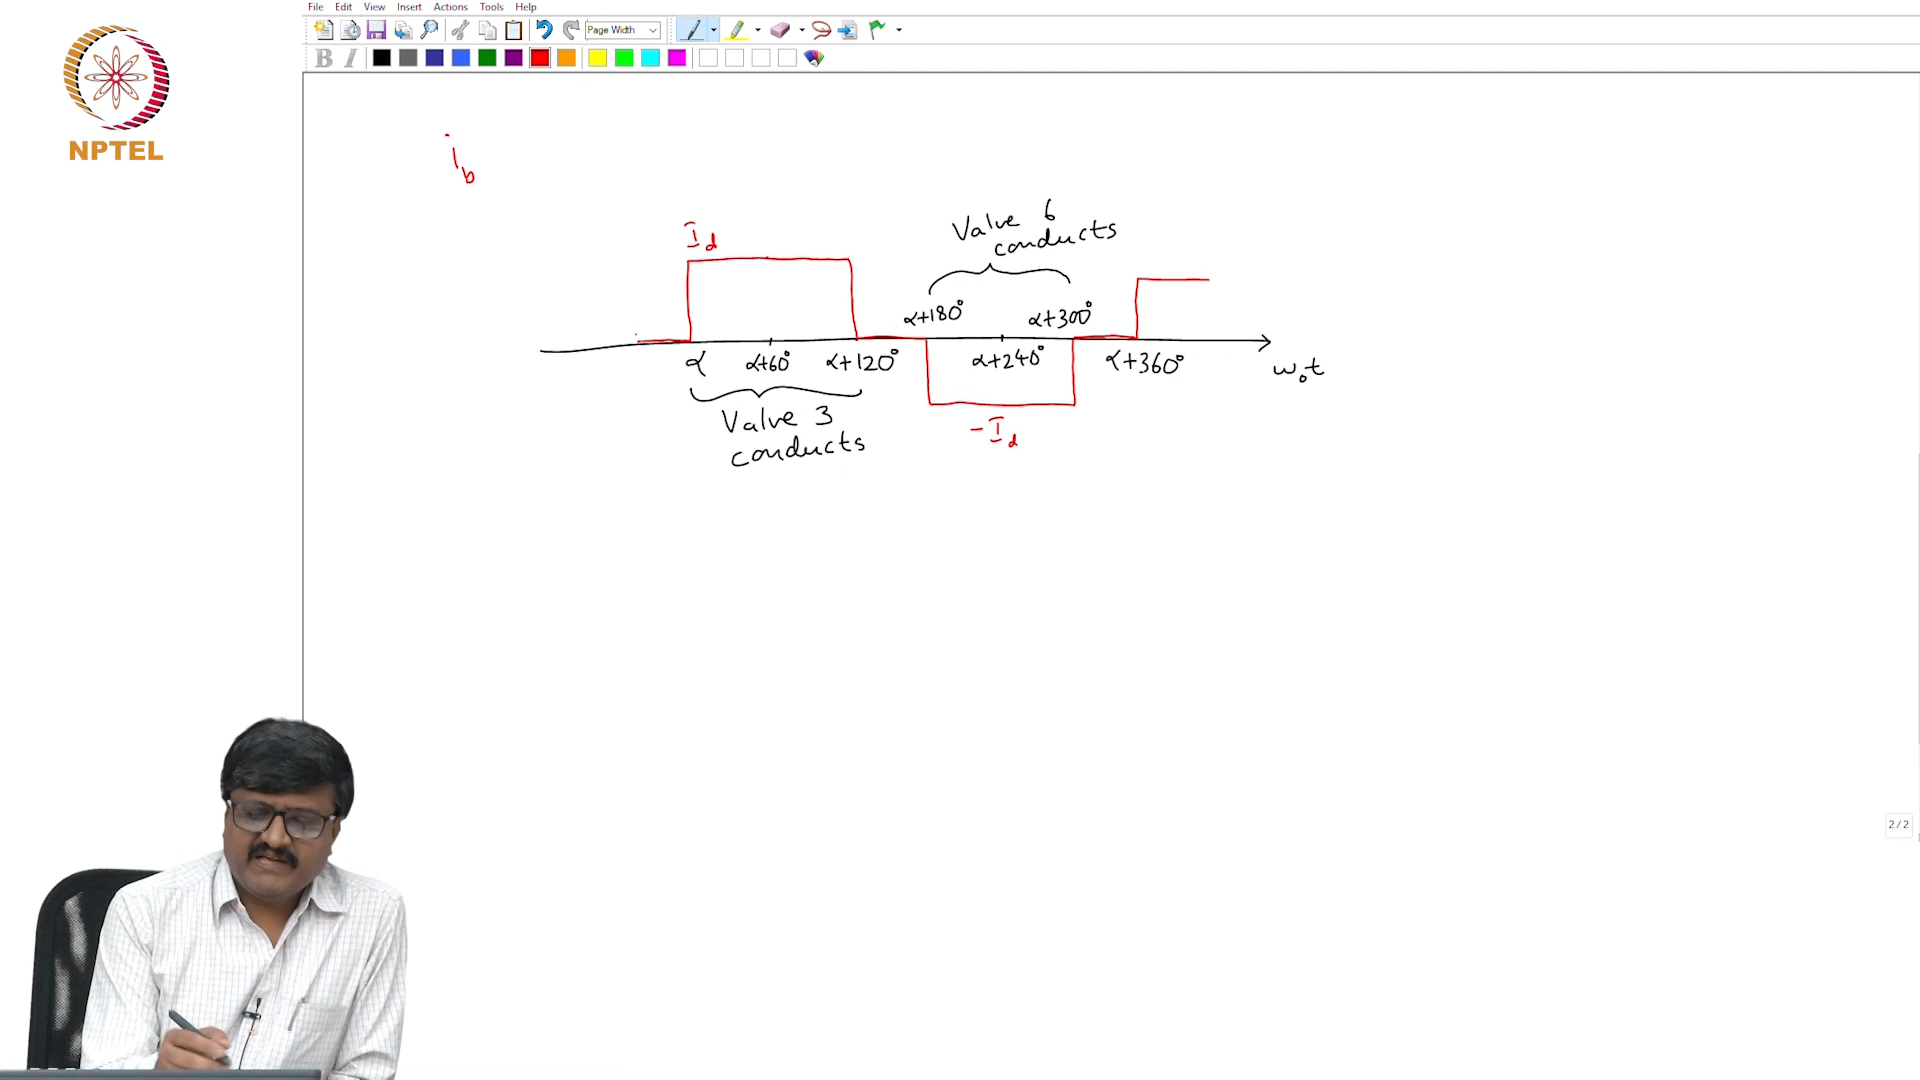 File Edit View Insert Actions Tools Help
Page Width
B I
NPTEL
i_b
I_d
Valve 6
conducts
α+180° α+300°
α α+60° α+120° α+240° α+360° ω₀t
Valve 3
conducts
-I_d
2 / 2